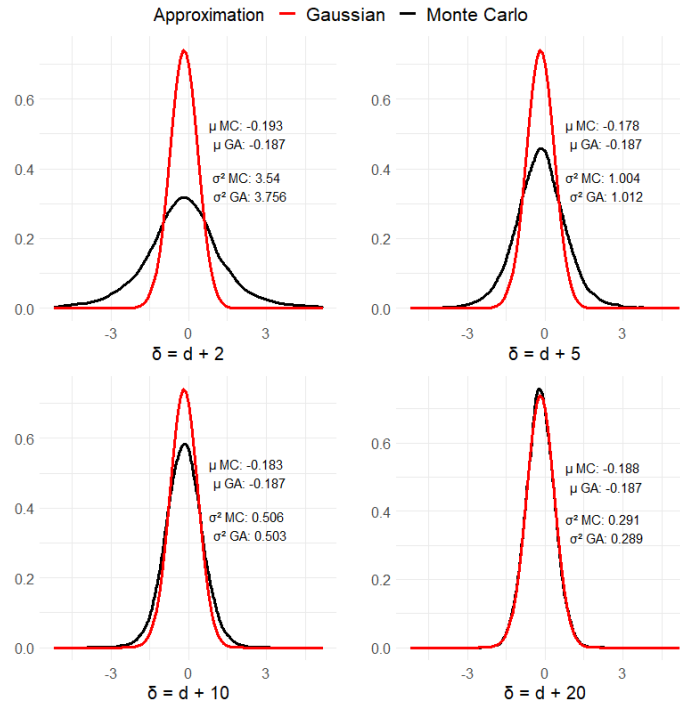 Approximation Gaussian Monte Carlo
0.6
0.4
0.2
0.0
μ MC: -0.193
μ GA: -0.187
σ² MC: 3.54
σ² GA: 3.756
-3 0 3
δ = d + 2
0.6
0.4
0.2
0.0
μ MC: -0.178
μ GA: -0.187
σ² MC: 1.004
σ² GA: 1.012
-3 0 3
δ = d + 5
0.6
0.4
0.2
0.0
μ MC: -0.183
μ GA: -0.187
σ² MC: 0.506
σ² GA: 0.503
-3 0 3
δ = d + 10
0.6
0.4
0.2
0.0
μ MC: -0.188
μ GA: -0.187
σ² MC: 0.291
σ² GA: 0.289
-3 0 3
δ = d + 20